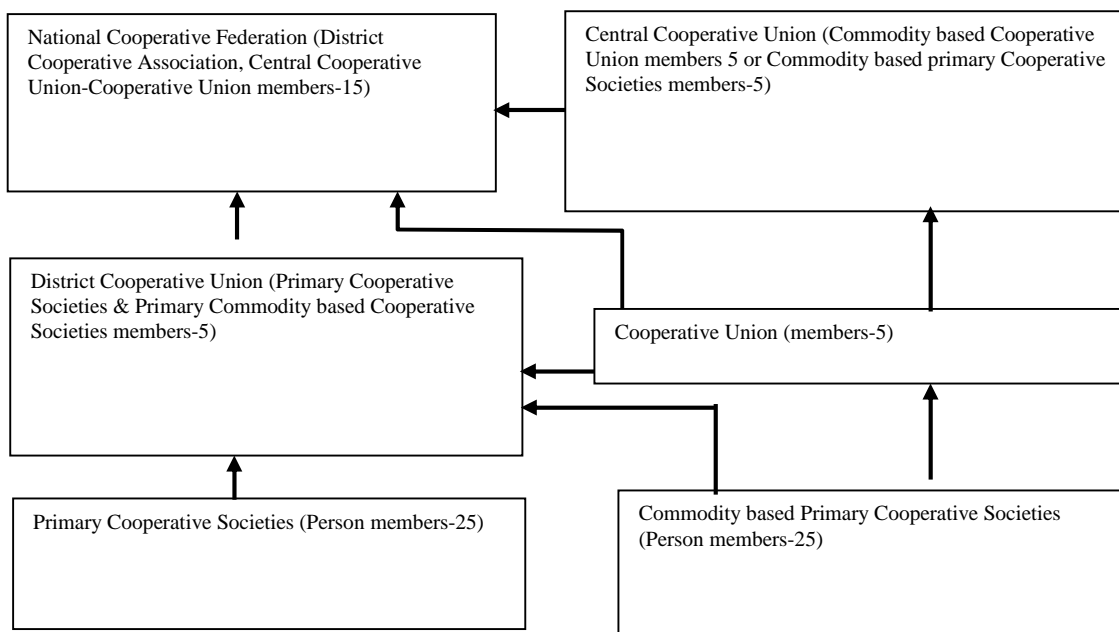 National Cooperative Federation (District
Cooperative Association, Central Cooperative
Union-Cooperative Union members-15)
Central Cooperative Union (Commodity based Cooperative
Union members 5 or Commodity based primary Cooperative
Societies members-5)
District Cooperative Union (Primary Cooperative
Societies & Primary Commodity based Cooperative
Societies members-5)
Cooperative Union (members-5)
Primary Cooperative Societies (Person members-25)
Commodity based Primary Cooperative Societies
(Person members-25)